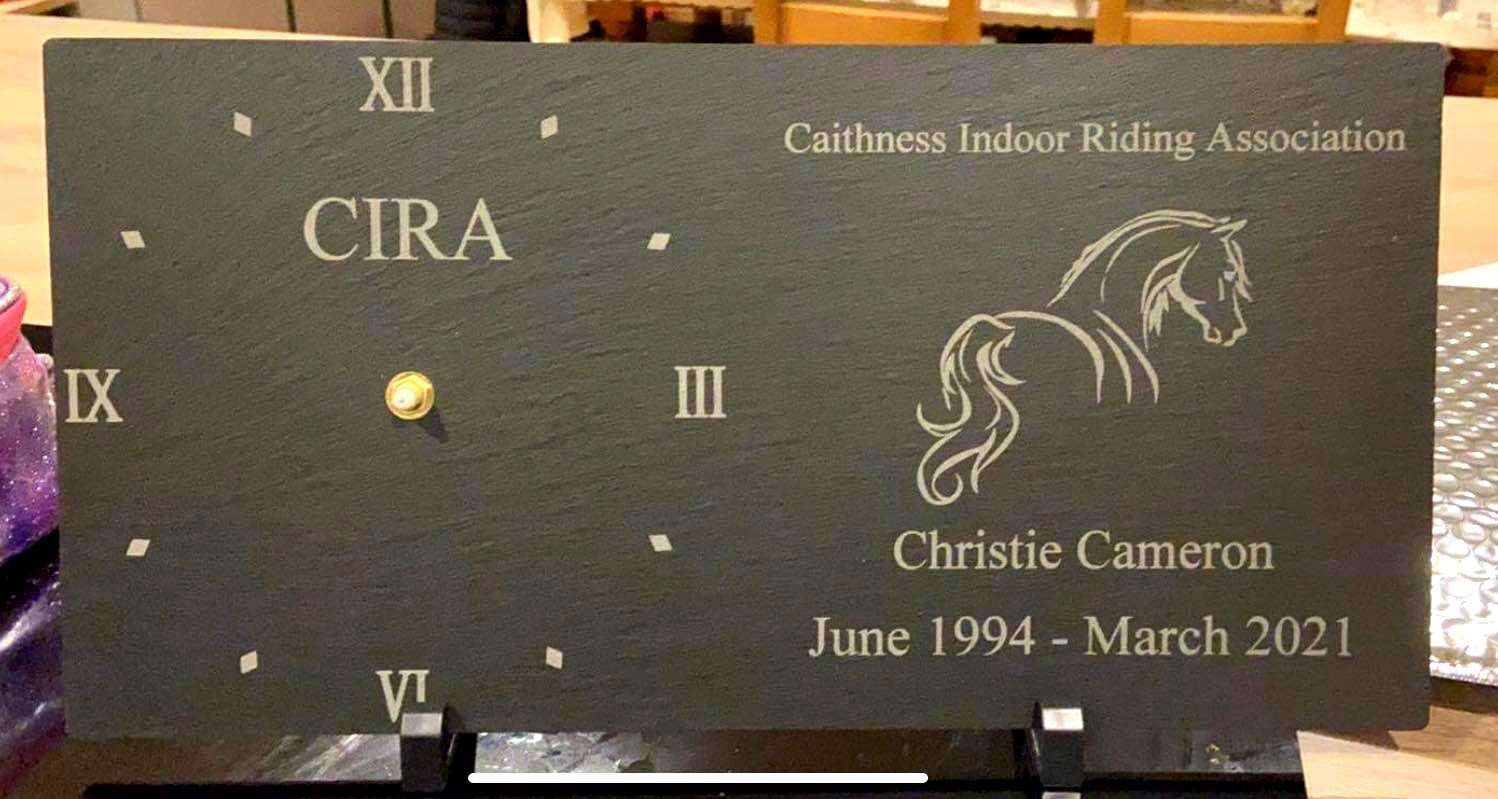 XII
CIRA
IX
III
VI
Caithness Indoor Riding Association
Christie Cameron
June 1994 - March 2021